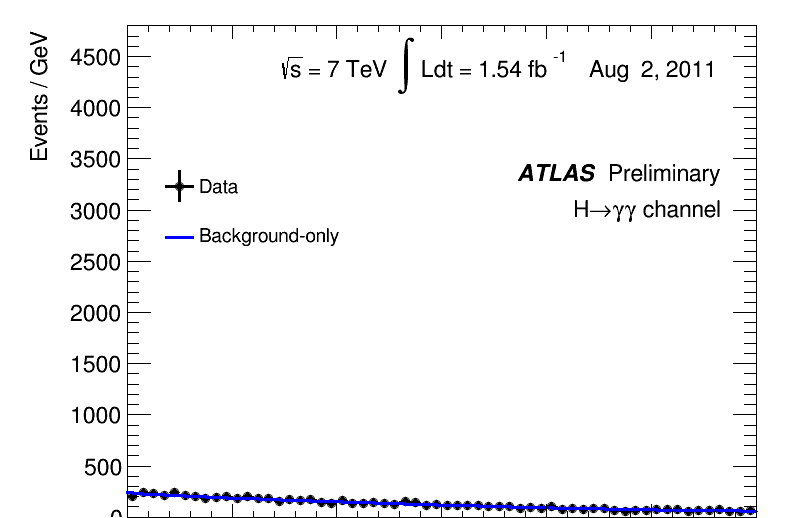 Events / GeV
√s = 7 TeV ∫ Ldt = 1.54 fb⁻¹ Aug 2, 2011
ATLAS Preliminary
H→γγ channel
Data
Background-only
4500
4000
3500
3000
2500
2000
1500
1000
500
0